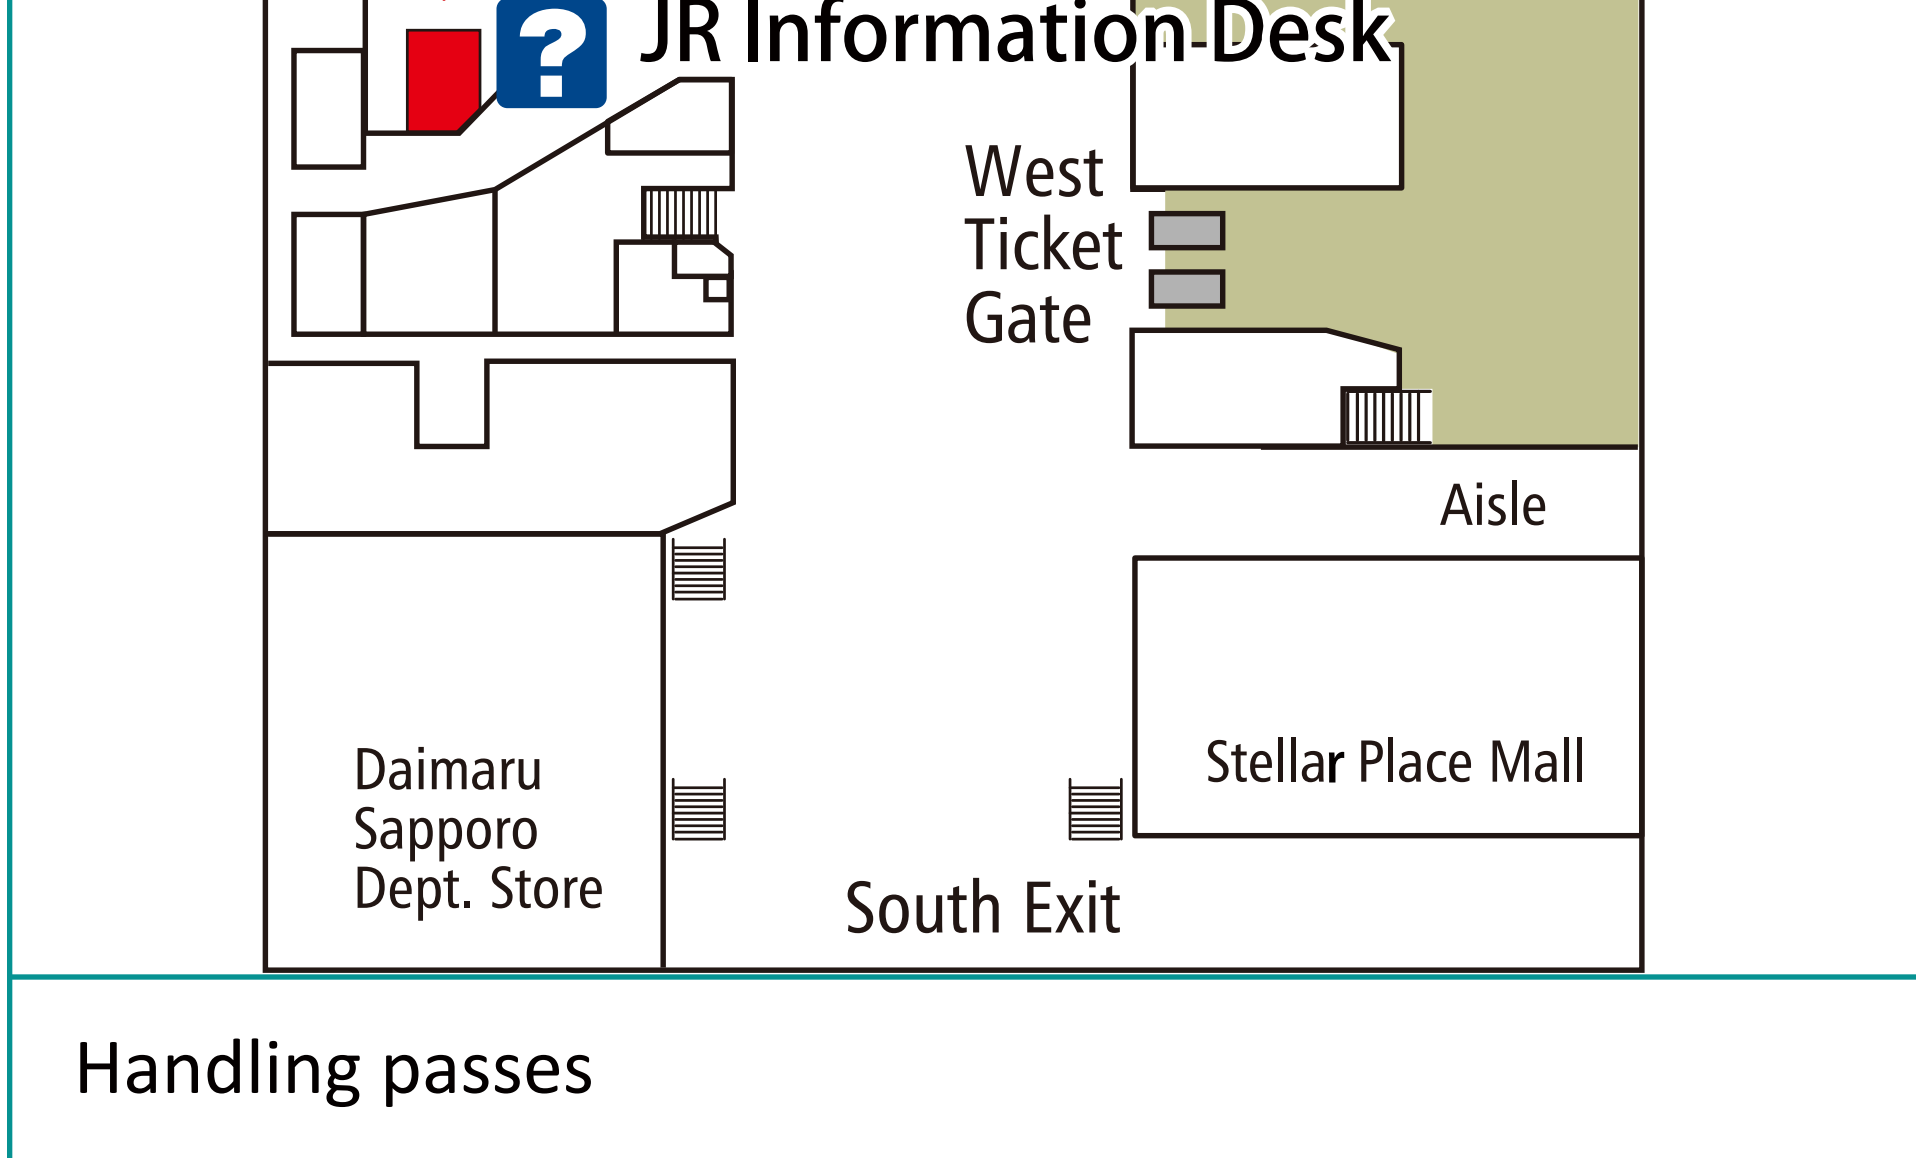 ?
JR Information Desk
West
Ticket
Gate
Aisle
Stellar Place Mall
Daimaru
Sapporo
Dept. Store
South Exit
Handling passes